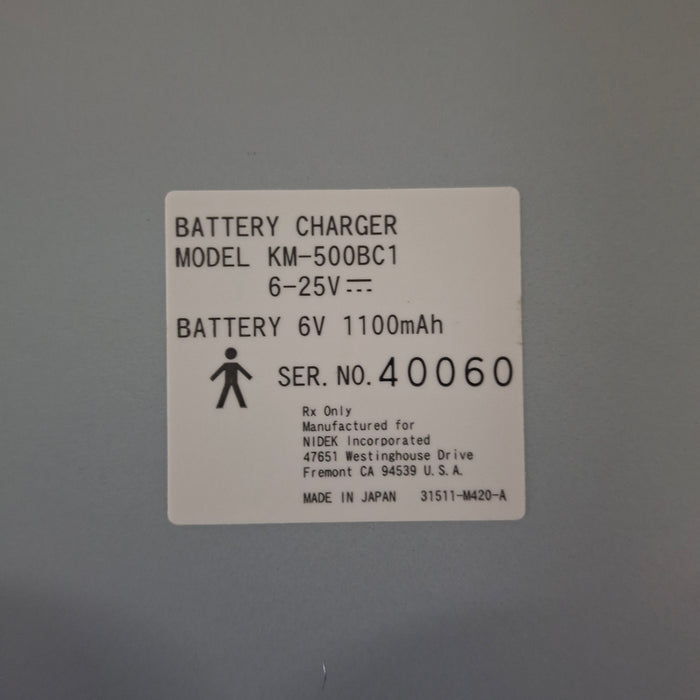 BATTERY CHARGER
MODEL KM-500BC1
6-25V⎓
BATTERY 6V 1100mAh
SER. NO. 40060
Rx Only
Manufactured for
NIDEK Incorporated
47651 Westinghouse Drive
Fremont CA 94539 U.S.A.
MADE IN JAPAN 31511-M420-A